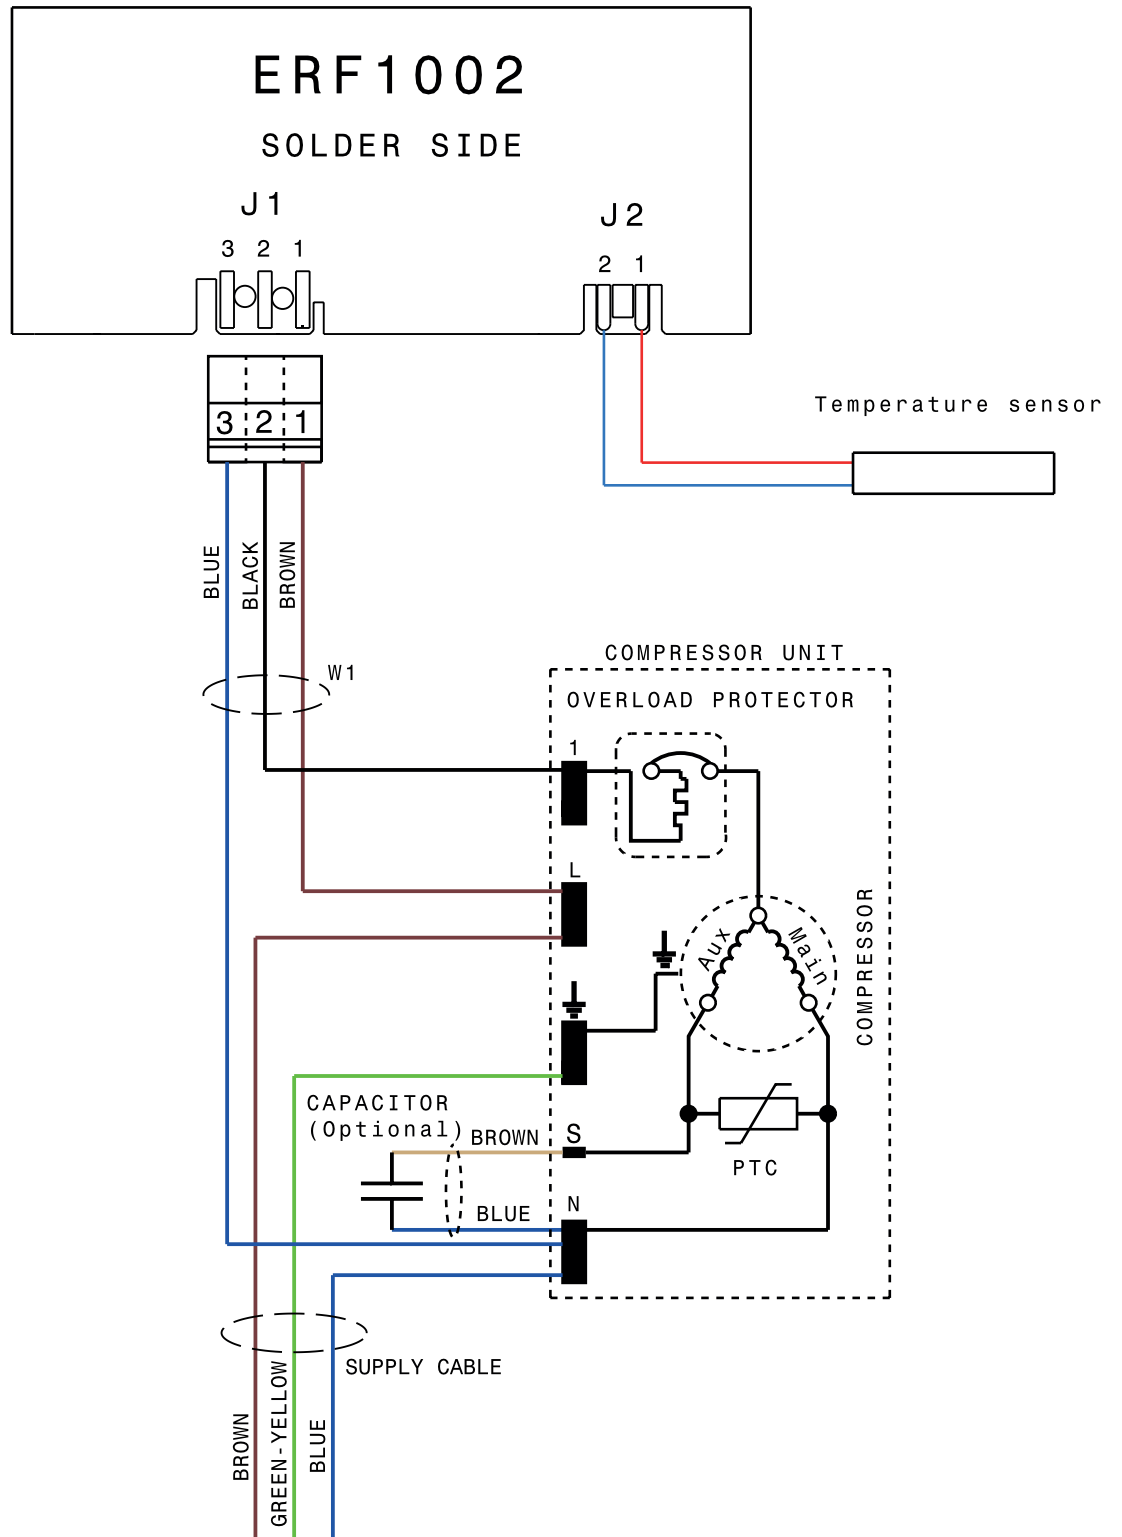 ERF1002
SOLDER SIDE
J1
J2
3 2 1
2 1
3 2 1
Temperature sensor
BLUE
BLACK
BROWN
W1
COMPRESSOR UNIT
OVERLOAD PROTECTOR
1
L
Aux
Main
COMPRESSOR
CAPACITOR
(Optional)
BROWN
S
PTC
BLUE
N
SUPPLY CABLE
BROWN
GREEN-YELLOW
BLUE